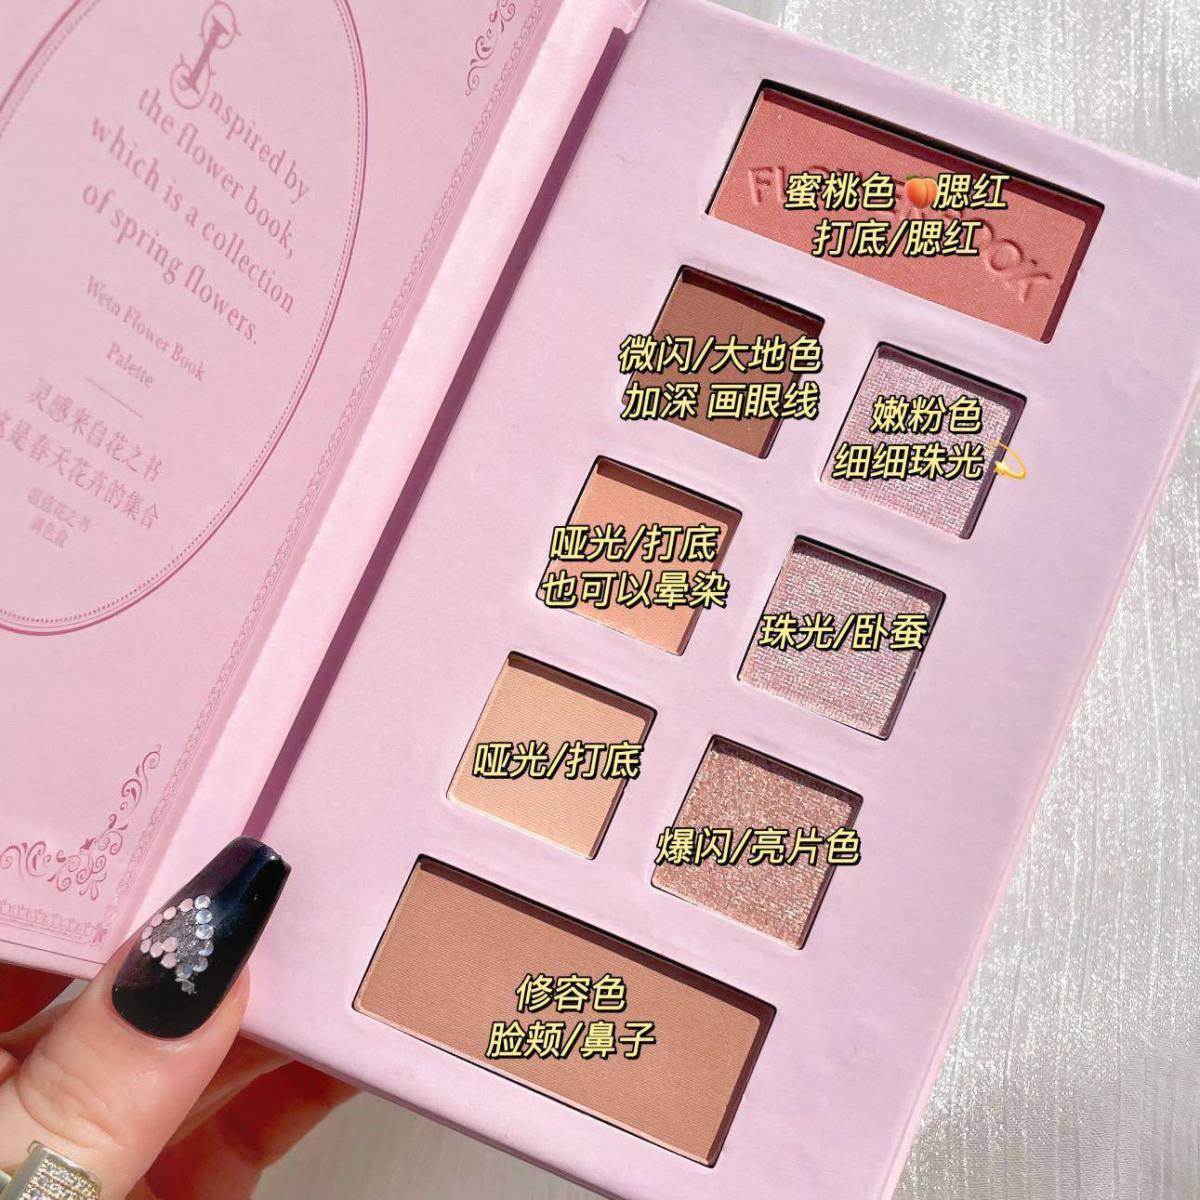 Inspired by
the flower book,
which is a collection
of spring flowers.
Weta Flower Book
Palette
灵感来自花之书
这是春天花卉的集合
FLOWER BOOK
蜜桃色🍑腮红
打底/腮红
微闪/大地色
加深 画眼线
嫩粉色
细细珠光💫
哑光/打底
也可以晕染
珠光/卧蚕
哑光/打底
爆闪/亮片色
修容色
脸颊/鼻子